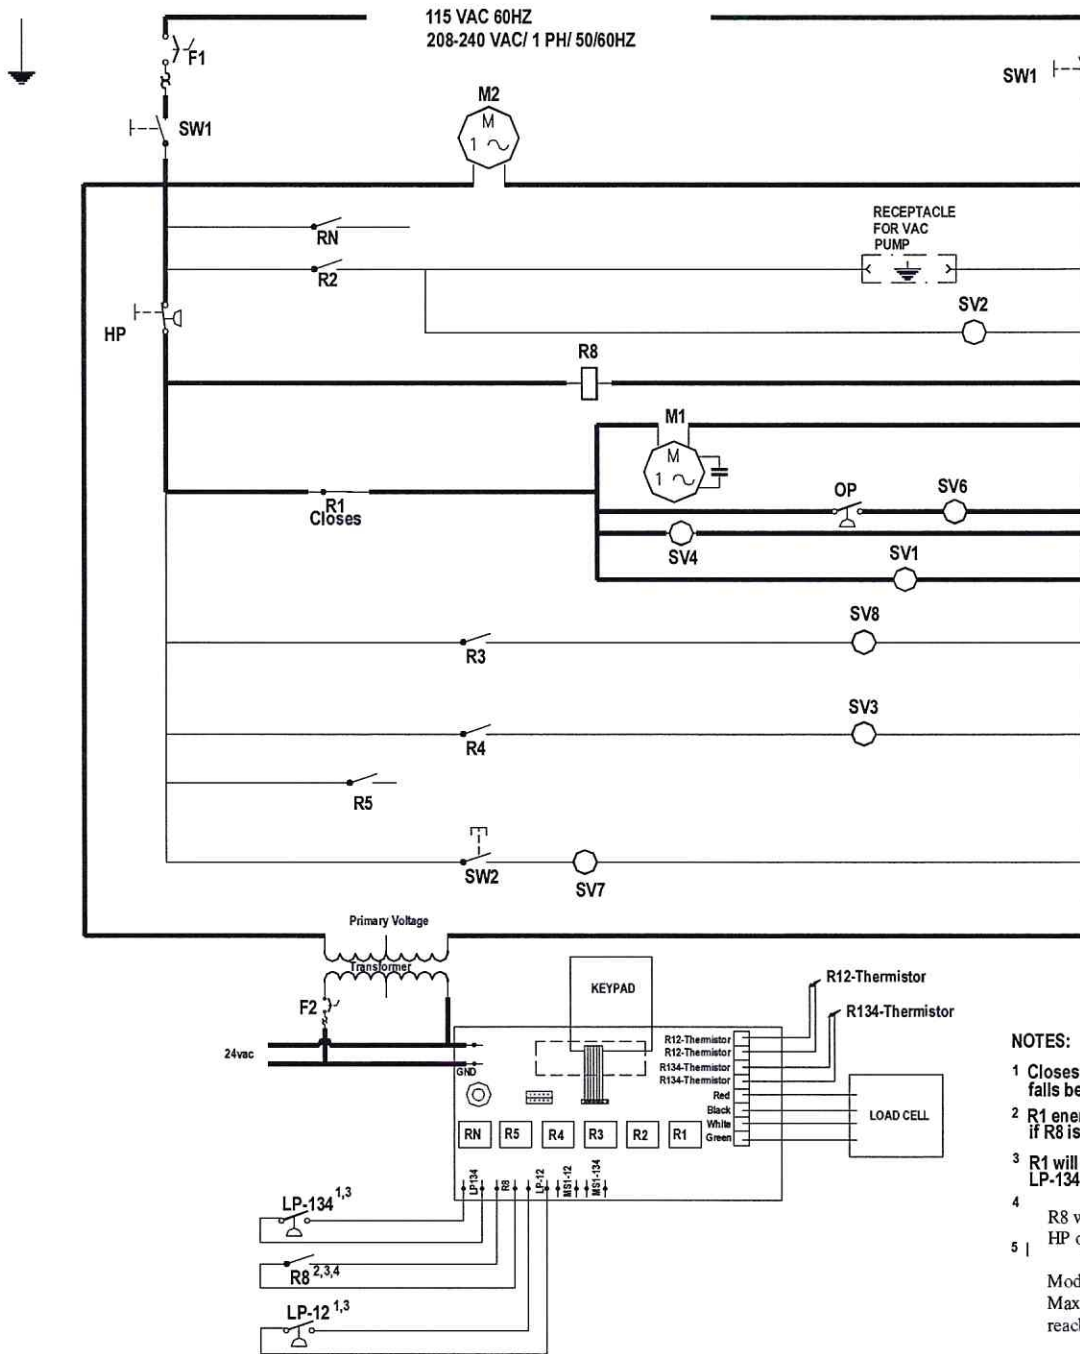 115 VAC 60HZ
208-240 VAC/ 1 PH/ 50/60HZ
F1
SW1
SW1
M2
M
1
RN
R2
RECEPTACLE
FOR VAC
PUMP
SV2
HP
R8
M1
M
1
R1
Closes
OP
SV6
SV4
SV1
R3
SV8
R4
SV3
R5
SW2
SV7
Primary Voltage
Transformer
F2
24vac
GND
KEYPAD
R12-Thermistor
R134-Thermistor
R12-Thermistor
R12-Thermistor
R134-Thermistor
R134-Thermistor
Red
Black
White
Green
LOAD CELL
RN
R5
R4
R3
R2
R1
LP134
R8
LP-12
MS1-12
MS1-134
LP-134 1,3
R8 2,3,4
LP-12 1,3
NOTES:
1 Closes
falls be
2 R1 ener
if R8 is
3 R1 will
LP-134
4
R8 w
HP o
5 |
Mod
Max
reach